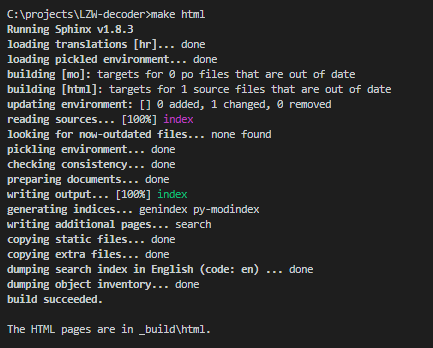 C:\projects\LZW-decoder>make html
Running Sphinx v1.8.3
loading translations [hr]... done
loading pickled environment... done
building [mo]: targets for 0 po files that are out of date
building [html]: targets for 1 source files that are out of date
updating environment: [] 0 added, 1 changed, 0 removed
reading sources... [100%] index
looking for now-outdated files... none found
pickling environment... done
checking consistency... done
preparing documents... done
writing output... [100%] index
generating indices... genindex py-modindex
writing additional pages... search
copying static files... done
copying extra files... done
dumping search index in English (code: en) ... done
dumping object inventory... done
build succeeded.
The HTML pages are in _build\html.